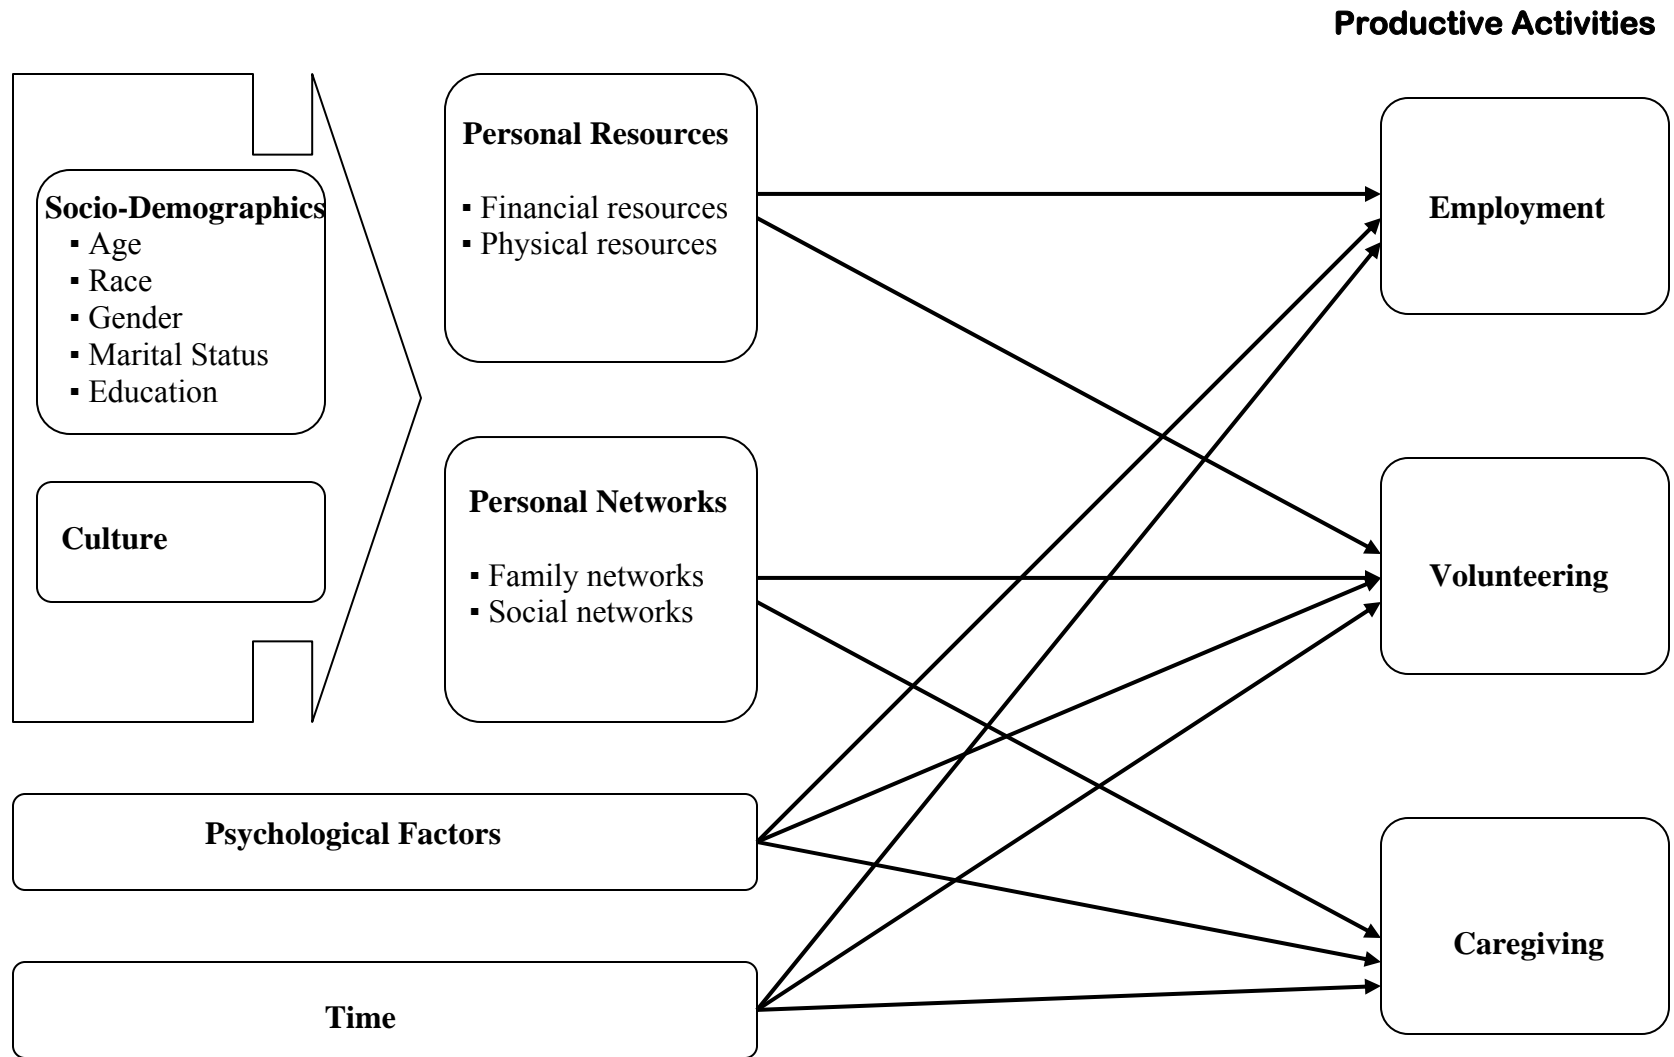 Productive Activities
Socio-Demographics
▪ Age
▪ Race
▪ Gender
▪ Marital Status
▪ Education
Culture
Personal Resources
▪ Financial resources
▪ Physical resources
Personal Networks
▪ Family networks
▪ Social networks
Psychological Factors
Time
Employment
Volunteering
Caregiving